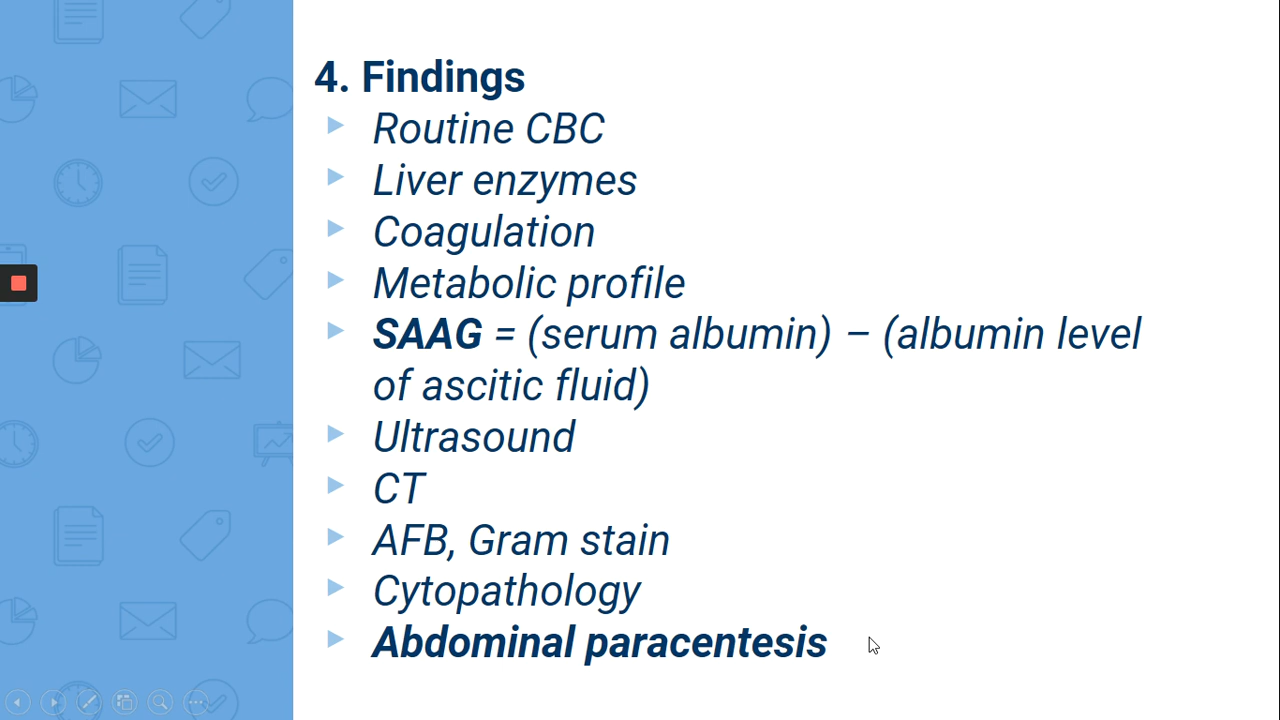 4. Findings
Routine CBC
Liver enzymes
Coagulation
Metabolic profile
SAAG = (serum albumin) – (albumin level
of ascitic fluid)
Ultrasound
CT
AFB, Gram stain
Cytopathology
Abdominal paracentesis